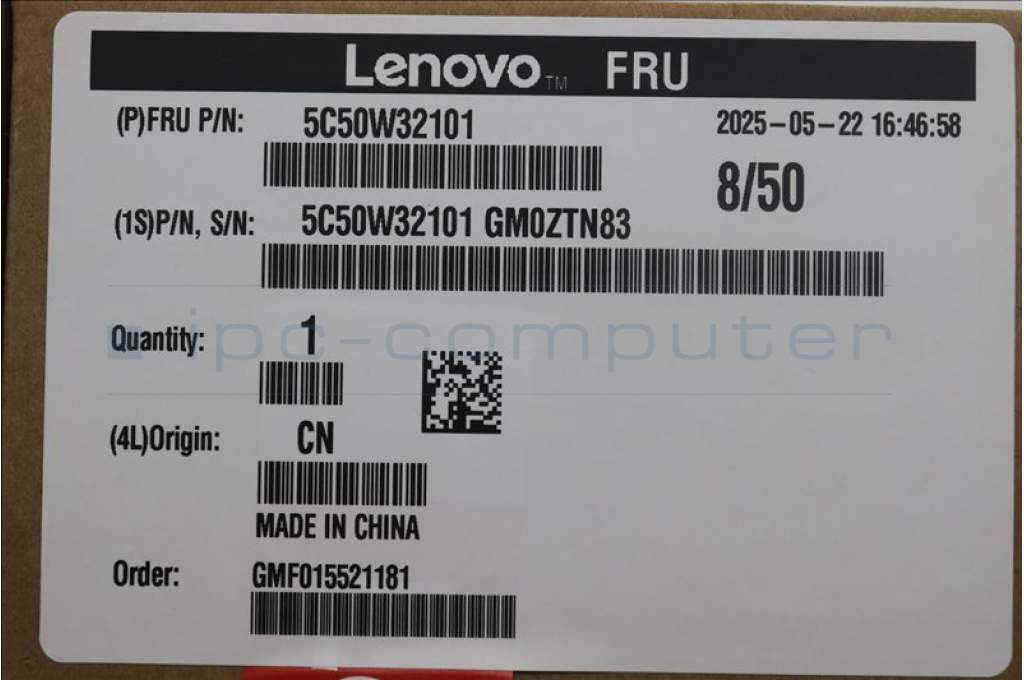 Lenovo™ FRU
(P)FRU P/N: 5C50W32101 2025-05-22 16:46:58
8/50
(1S)P/N, S/N: 5C50W32101 GM0ZTN83
Quantity: 1
ipc-computer
(4L)Origin: CN
MADE IN CHINA
Order: GMF015521181